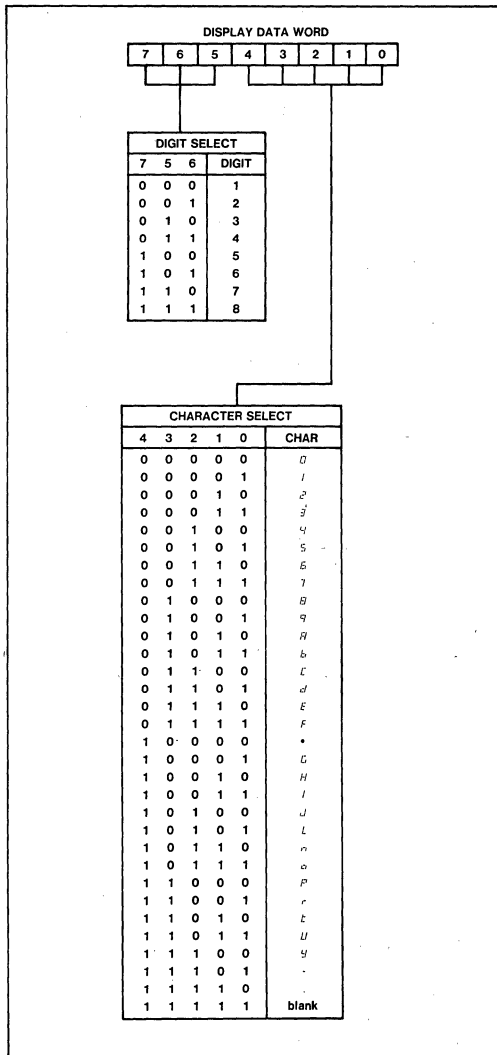 DISPLAY DATA WORD
7 6 5 4 3 2 1 0
DIGIT SELECT
7 5 6 DIGIT
0 0 0 1
0 0 1 2
0 1 0 3
0 1 1 4
1 0 0 5
1 0 1 6
1 1 0 7
1 1 1 8
CHARACTER SELECT
4 3 2 1 0 CHAR
0 0 0 0 0 0
0 0 0 0 1 1
0 0 0 1 0 2
0 0 0 1 1 3
0 0 1 0 0 4
0 0 1 0 1 5
0 0 1 1 0 6
0 0 1 1 1 7
0 1 0 0 0 8
0 1 0 0 1 9
0 1 0 1 0 A
0 1 0 1 1 b
0 1 1 0 0 C
0 1 1 0 1 d
0 1 1 1 0 E
0 1 1 1 1 F
1 0 0 0 0 •
1 0 0 0 1 G
1 0 0 1 0 H
1 0 0 1 1 I
1 0 1 0 0 J
1 0 1 0 1 L
1 0 1 1 0 n
1 0 1 1 1 o
1 1 0 0 0 P
1 1 0 0 1 r
1 1 0 1 0 t
1 1 0 1 1 U
1 1 1 0 0 y
1 1 1 0 1 -
1 1 1 1 0 .
1 1 1 1 1 blank